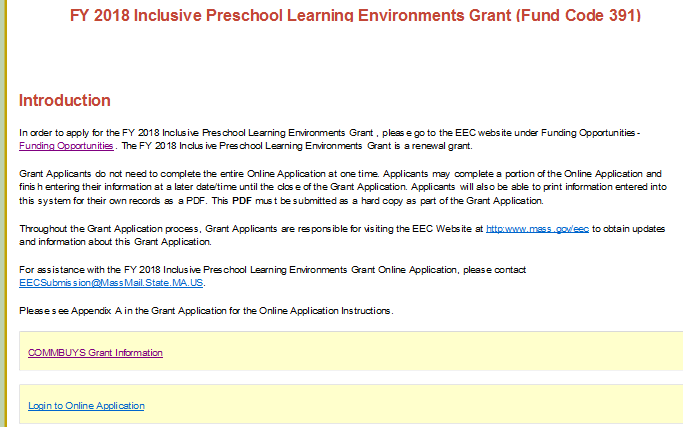 FY 2018 Inclusive Preschool Learning Environments Grant (Fund Code 391)
Introduction
In order to apply for the FY 2018 Inclusive Preschool Learning Environments Grant , please go to the EEC website under Funding Opportunities -
Funding Opportunities . The FY 2018 Inclusive Preschool Learning Environments Grant is a renewal grant.
Grant Applicants do not need to complete the entire Online Application at one time. Applicants may complete a portion of the Online Application and
finish entering their information at a later date/time until the close of the Grant Application. Applicants will also be able to print information entered into
this system for their own records as a PDF. This PDF must be submitted as a hard copy as part of the Grant Application.
Throughout the Grant Application process, Grant Applicants are responsible for visiting the EEC Website at http:www.mass.gov/eec to obtain updates
and information about this Grant Application.
For assistance with the FY 2018 Inclusive Preschool Learning Environments Grant Online Application, please contact
EECSubmission@MassMail.State.MA.US.
Please see Appendix A in the Grant Application for the Online Application Instructions.
COMMBUYS Grant Information
Login to Online Application